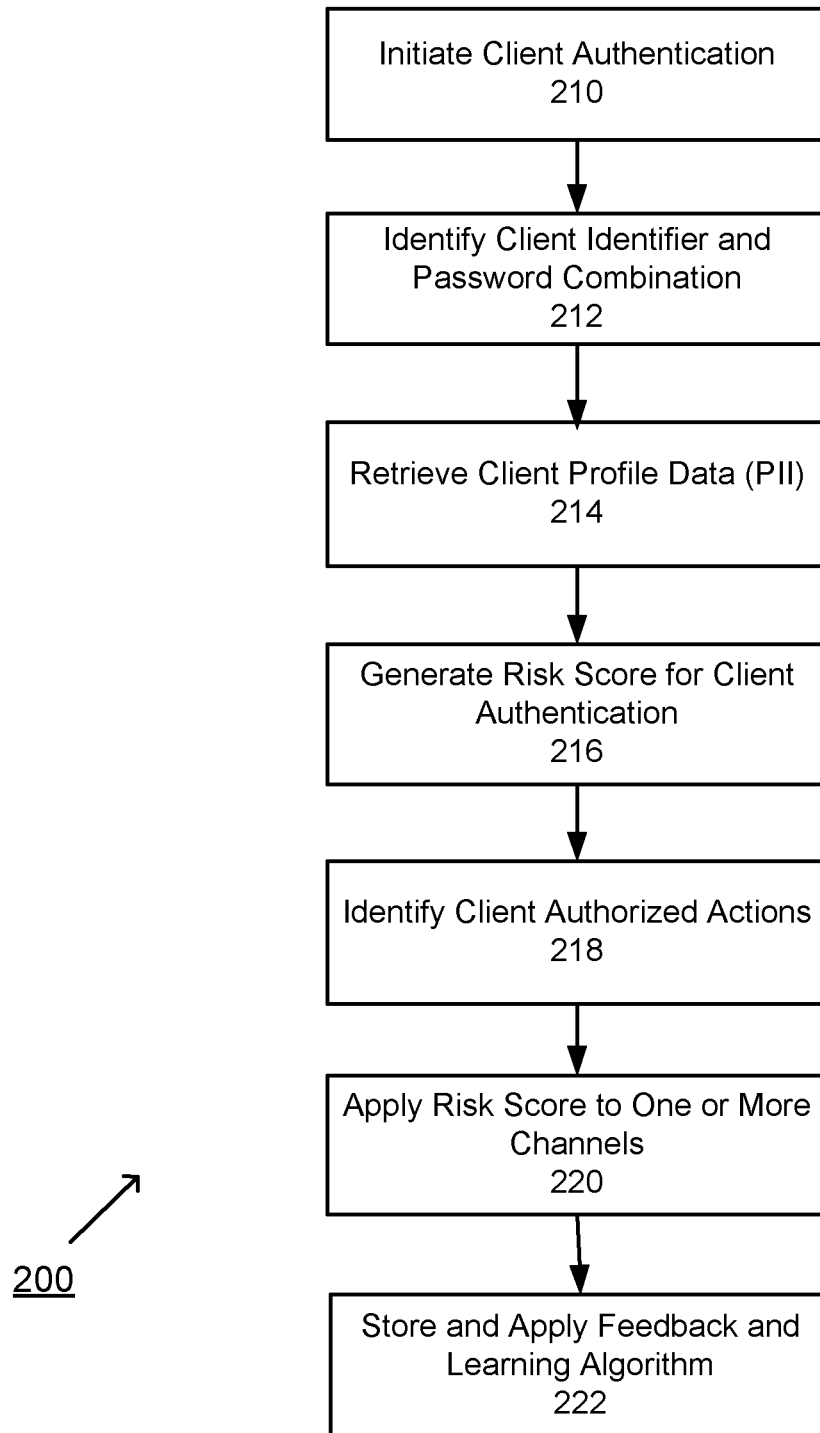 Initiate Client Authentication
210
Identify Client Identifier and
Password Combination
212
Retrieve Client Profile Data (PII)
214
Generate Risk Score for Client
Authentication
216
Identify Client Authorized Actions
218
Apply Risk Score to One or More
Channels
220
200
Store and Apply Feedback and
Learning Algorithm
222